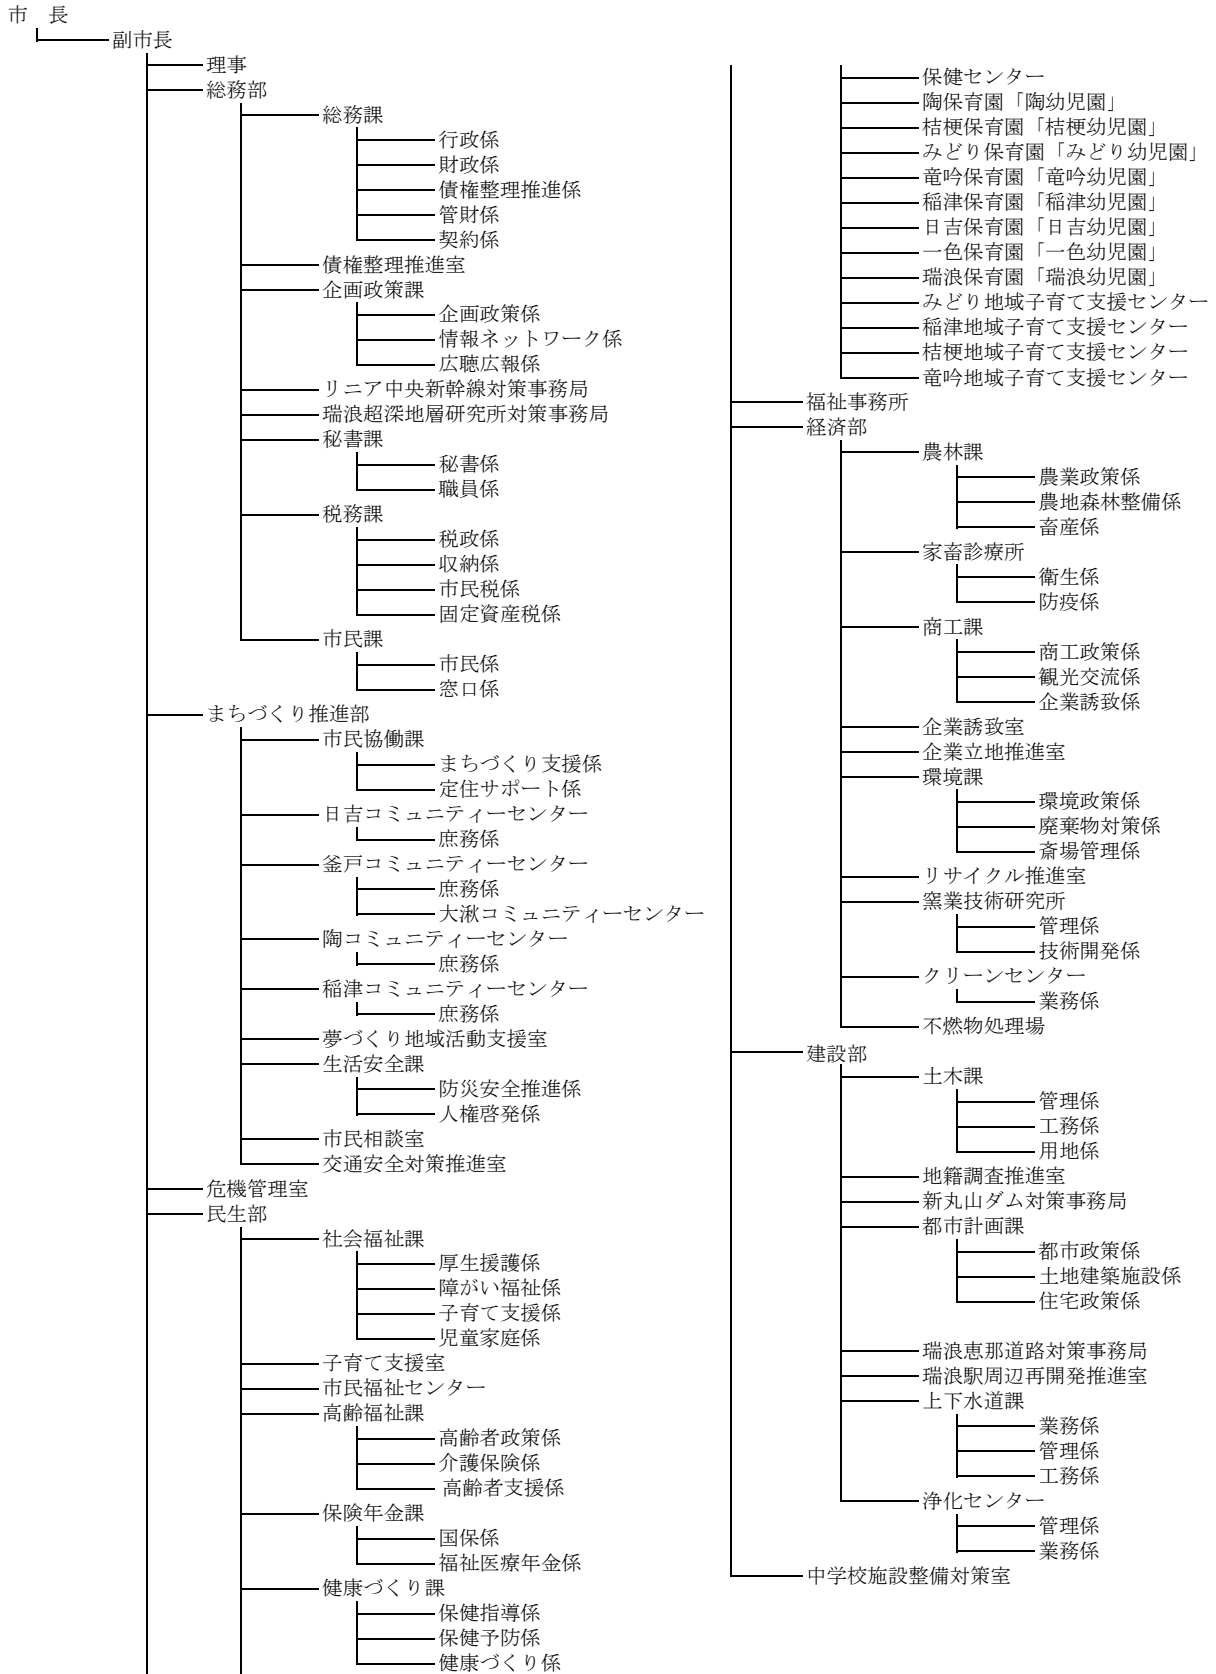 市　長
副市長
理事
総務部
総務課
行政係
財政係
債権整理推進係
管財係
契約係
債権整理推進室
企画政策課
企画政策係
情報ネットワーク係
広聴広報係
リニア中央新幹線対策事務局
瑞浪超深地層研究所対策事務局
秘書課
秘書係
職員係
税務課
税政係
収納係
市民税係
固定資産税係
市民課
市民係
窓口係
まちづくり推進部
市民協働課
まちづくり支援係
定住サポート係
日吉コミュニティーセンター
庶務係
釜戸コミュニティーセンター
庶務係
大湫コミュニティーセンター
陶コミュニティーセンター
庶務係
稲津コミュニティーセンター
庶務係
夢づくり地域活動支援室
生活安全課
防災安全推進係
人権啓発係
市民相談室
交通安全対策推進室
危機管理室
民生部
社会福祉課
厚生援護係
障がい福祉係
子育て支援係
児童家庭係
子育て支援室
市民福祉センター
高齢福祉課
高齢者政策係
介護保険係
高齢者支援係
保険年金課
国保係
福祉医療年金係
健康づくり課
保健指導係
保健予防係
健康づくり係
保健センター
陶保育園「陶幼児園」
桔梗保育園「桔梗幼児園」
みどり保育園「みどり幼児園」
竜吟保育園「竜吟幼児園」
稲津保育園「稲津幼児園」
日吉保育園「日吉幼児園」
一色保育園「一色幼児園」
瑞浪保育園「瑞浪幼児園」
みどり地域子育て支援センター
稲津地域子育て支援センター
桔梗地域子育て支援センター
竜吟地域子育て支援センター
福祉事務所
経済部
農林課
農業政策係
農地森林整備係
畜産係
家畜診療所
衛生係
防疫係
商工課
商工政策係
観光交流係
企業誘致係
企業誘致室
企業立地推進室
環境課
環境政策係
廃棄物対策係
斎場管理係
リサイクル推進室
窯業技術研究所
管理係
技術開発係
クリーンセンター
業務係
不燃物処理場
建設部
土木課
管理係
工務係
用地係
地籍調査推進室
新丸山ダム対策事務局
都市計画課
都市政策係
土地建築施設係
住宅政策係
瑞浪恵那道路対策事務局
瑞浪駅周辺再開発推進室
上下水道課
業務係
管理係
工務係
浄化センター
管理係
業務係
中学校施設整備対策室